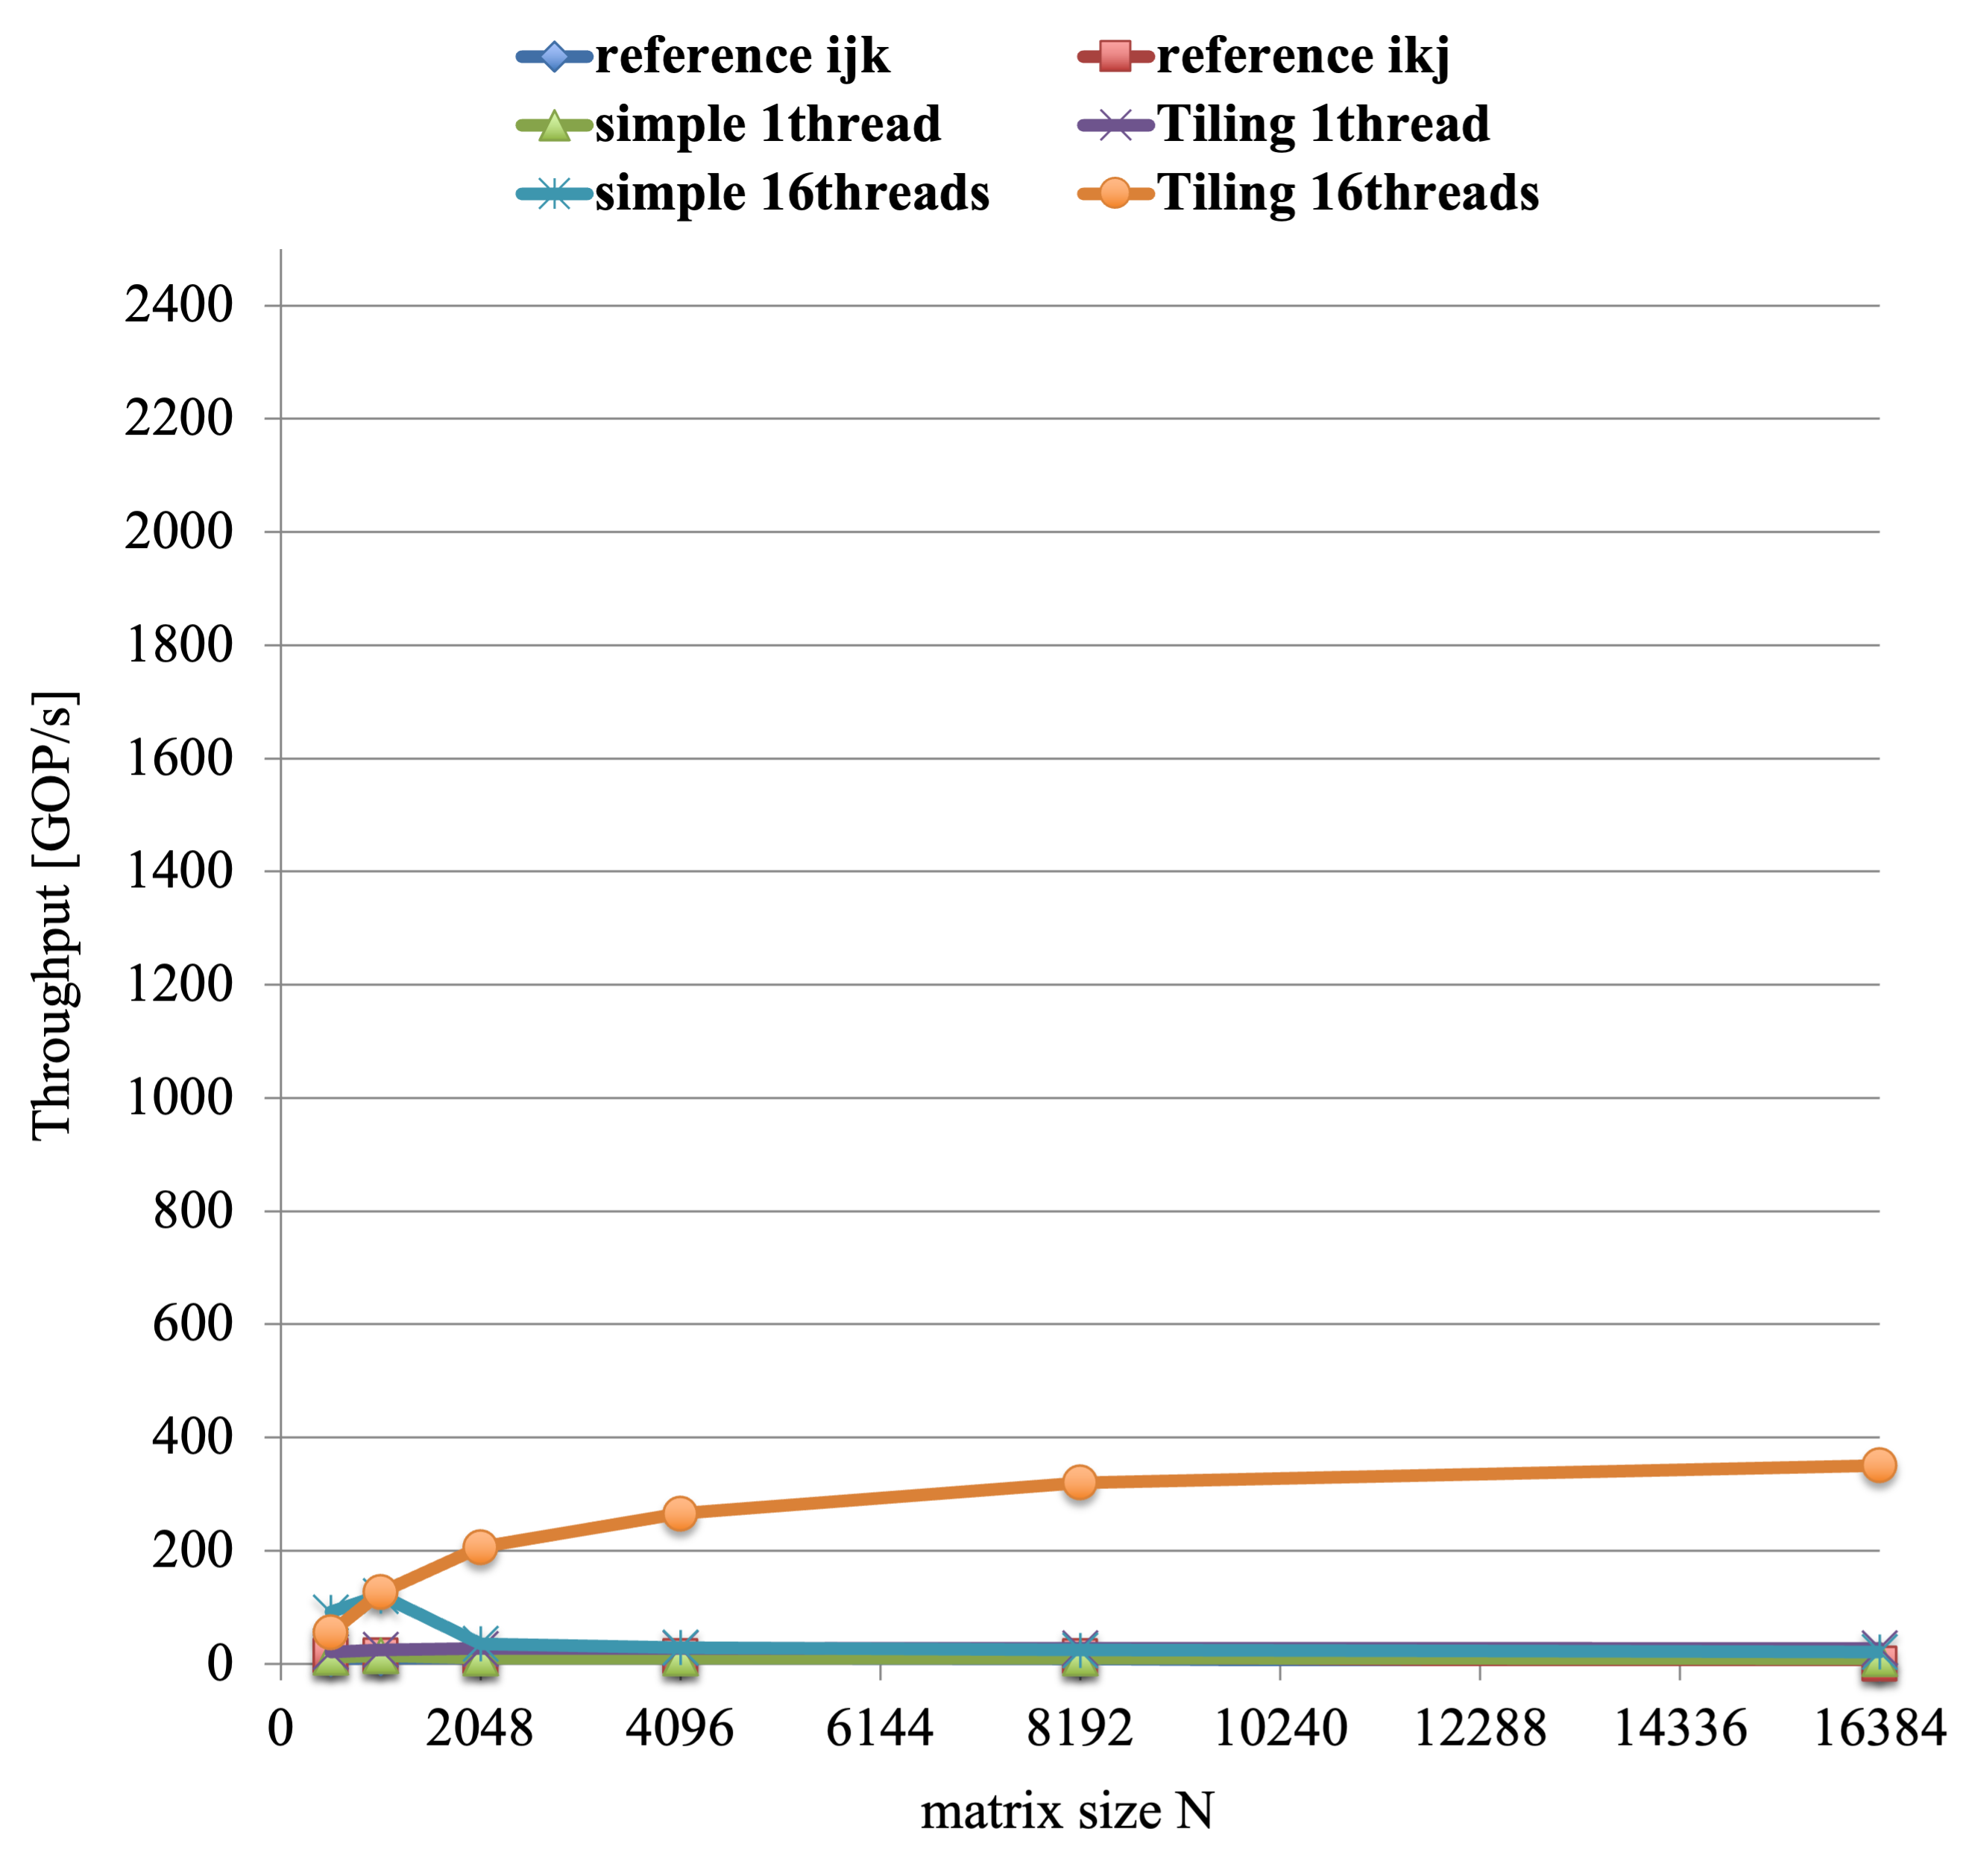 reference ijk reference ikj
simple 1thread Tiling 1thread
simple 16threads Tiling 16threads
2400
2200
2000
1800
1600
1400
1200
1000
800
600
400
200
0
Throughput [GOP/s]
0 2048 4096 6144 8192 10240 12288 14336 16384
matrix size N